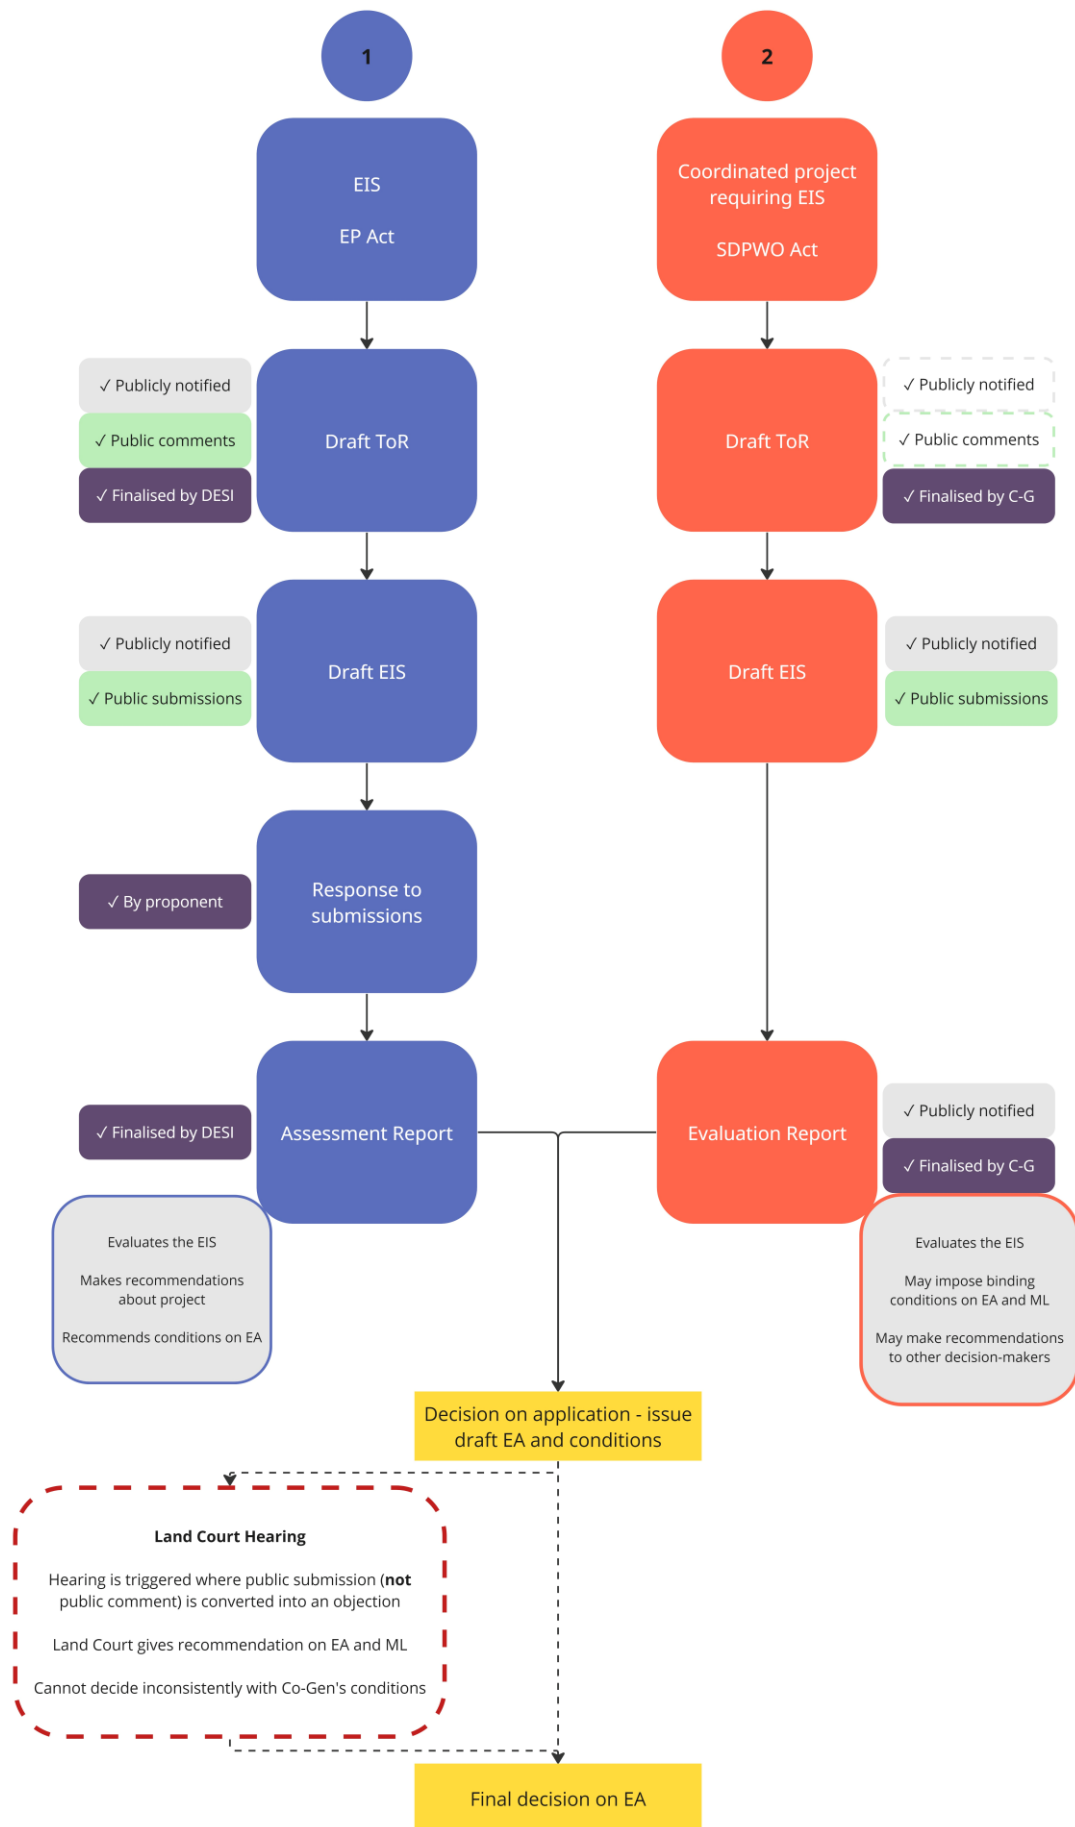 1
2
EIS
EP Act
Coordinated project
requiring EIS
SDPWO Act
✓ Publicly notified
✓ Public comments
✓ Finalised by DESI
Draft ToR
Draft ToR
✓ Publicly notified
✓ Public comments
✓ Finalised by C-G
✓ Publicly notified
✓ Public submissions
Draft EIS
Draft EIS
✓ Publicly notified
✓ Public submissions
✓ By proponent
Response to
submissions
✓ Finalised by DESI
Assessment Report
Evaluation Report
✓ Publicly notified
✓ Finalised by C-G
Evaluates the EIS
Makes recommendations
about project
Recommends conditions on EA
Evaluates the EIS
May impose binding
conditions on EA and ML
May make recommendations
to other decision-makers
Decision on application - issue
draft EA and conditions
Land Court Hearing
Hearing is triggered where public submission (not
public comment) is converted into an objection
Land Court gives recommendation on EA and ML
Cannot decide inconsistently with Co-Gen's conditions
Final decision on EA